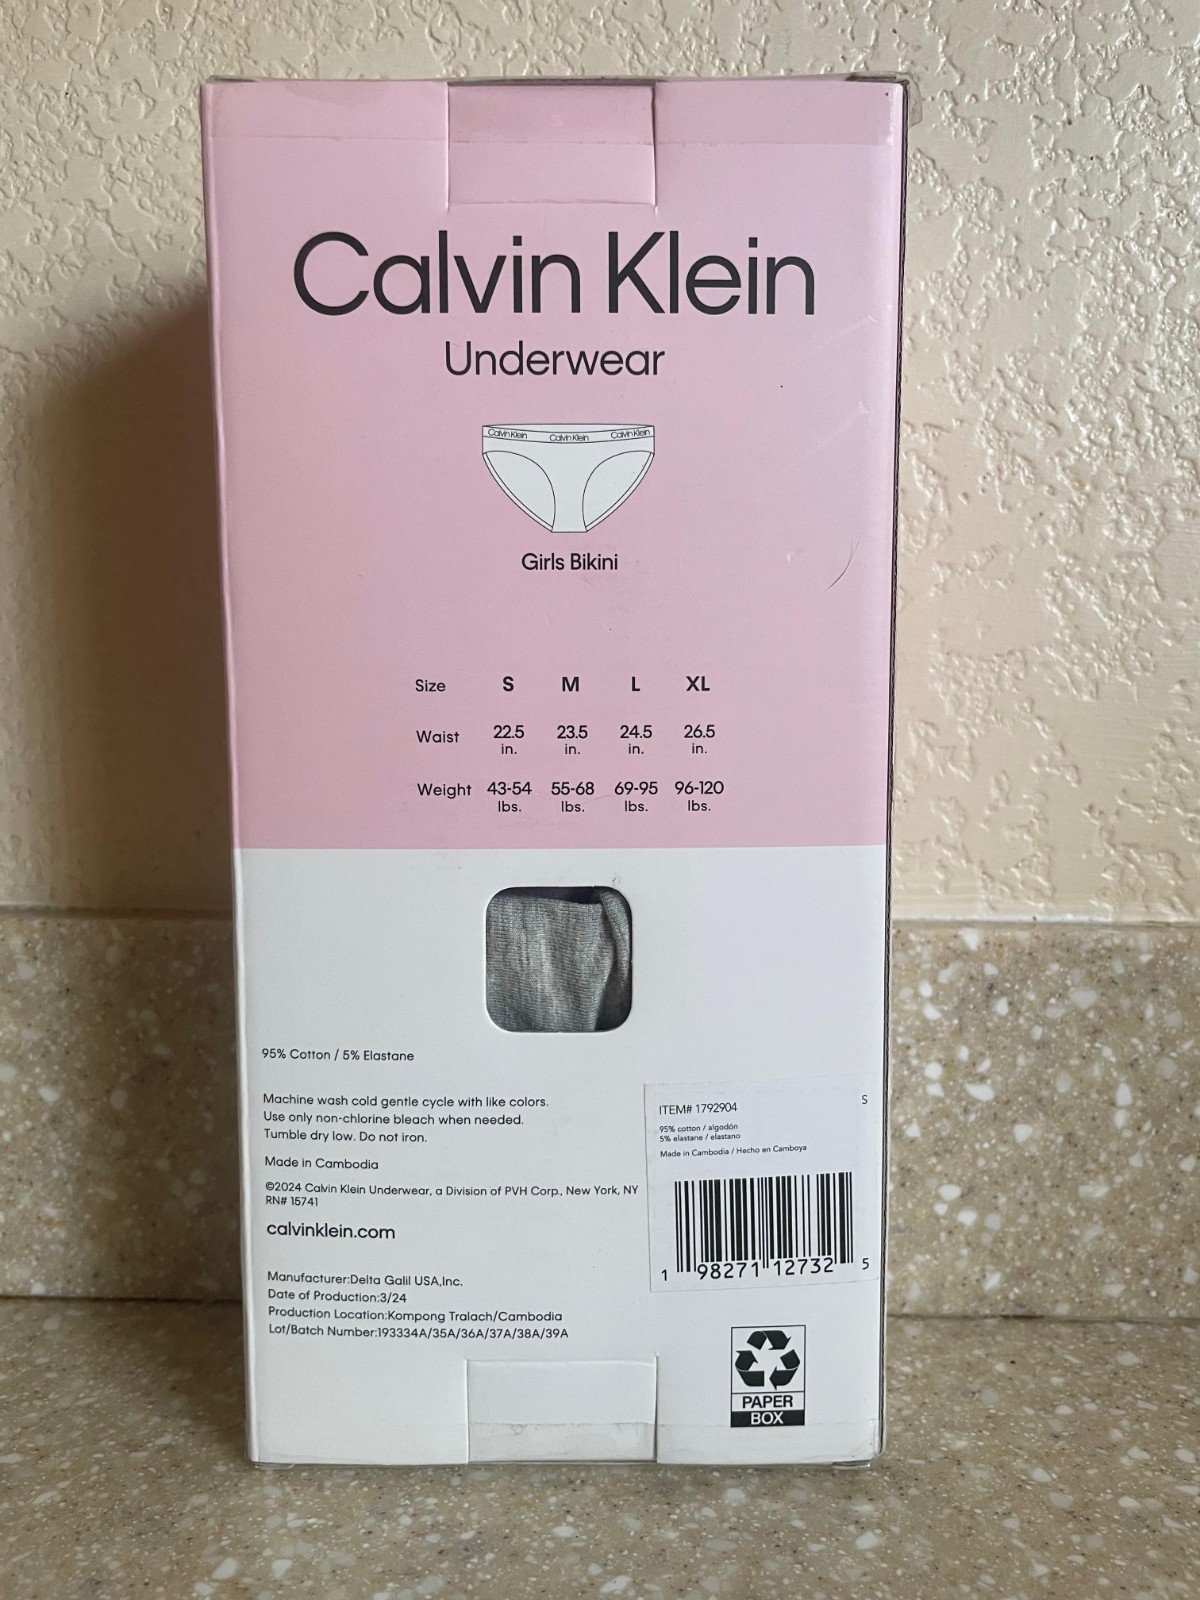 Calvin Klein
Underwear
Calvin Klein Calvin Klein Calvin Klein
Girls Bikini
Size S M L XL
Waist 22.5 in. 23.5 in. 24.5 in. 26.5 in.
Weight 43-54 lbs. 55-68 lbs. 69-95 lbs. 96-120 lbs.
95% Cotton / 5% Elastane
Machine wash cold gentle cycle with like colors.
Use only non-chlorine bleach when needed.
Tumble dry low. Do not iron.
Made in Cambodia
©2024 Calvin Klein Underwear, a Division of PVH Corp., New York, NY
RN# 15741
calvinklein.com
Manufacturer:Delta Galil USA,Inc.
Date of Production:3/24
Production Location:Kompong Tralach/Cambodia
Lot/Batch Number:193334A/35A/36A/37A/38A/39A
ITEM# 1792904 S
95% cotton / algodón
5% elastane / elastano
Made in Cambodia / Hecho en Camboya
1 98271 12732 5
PAPER
BOX